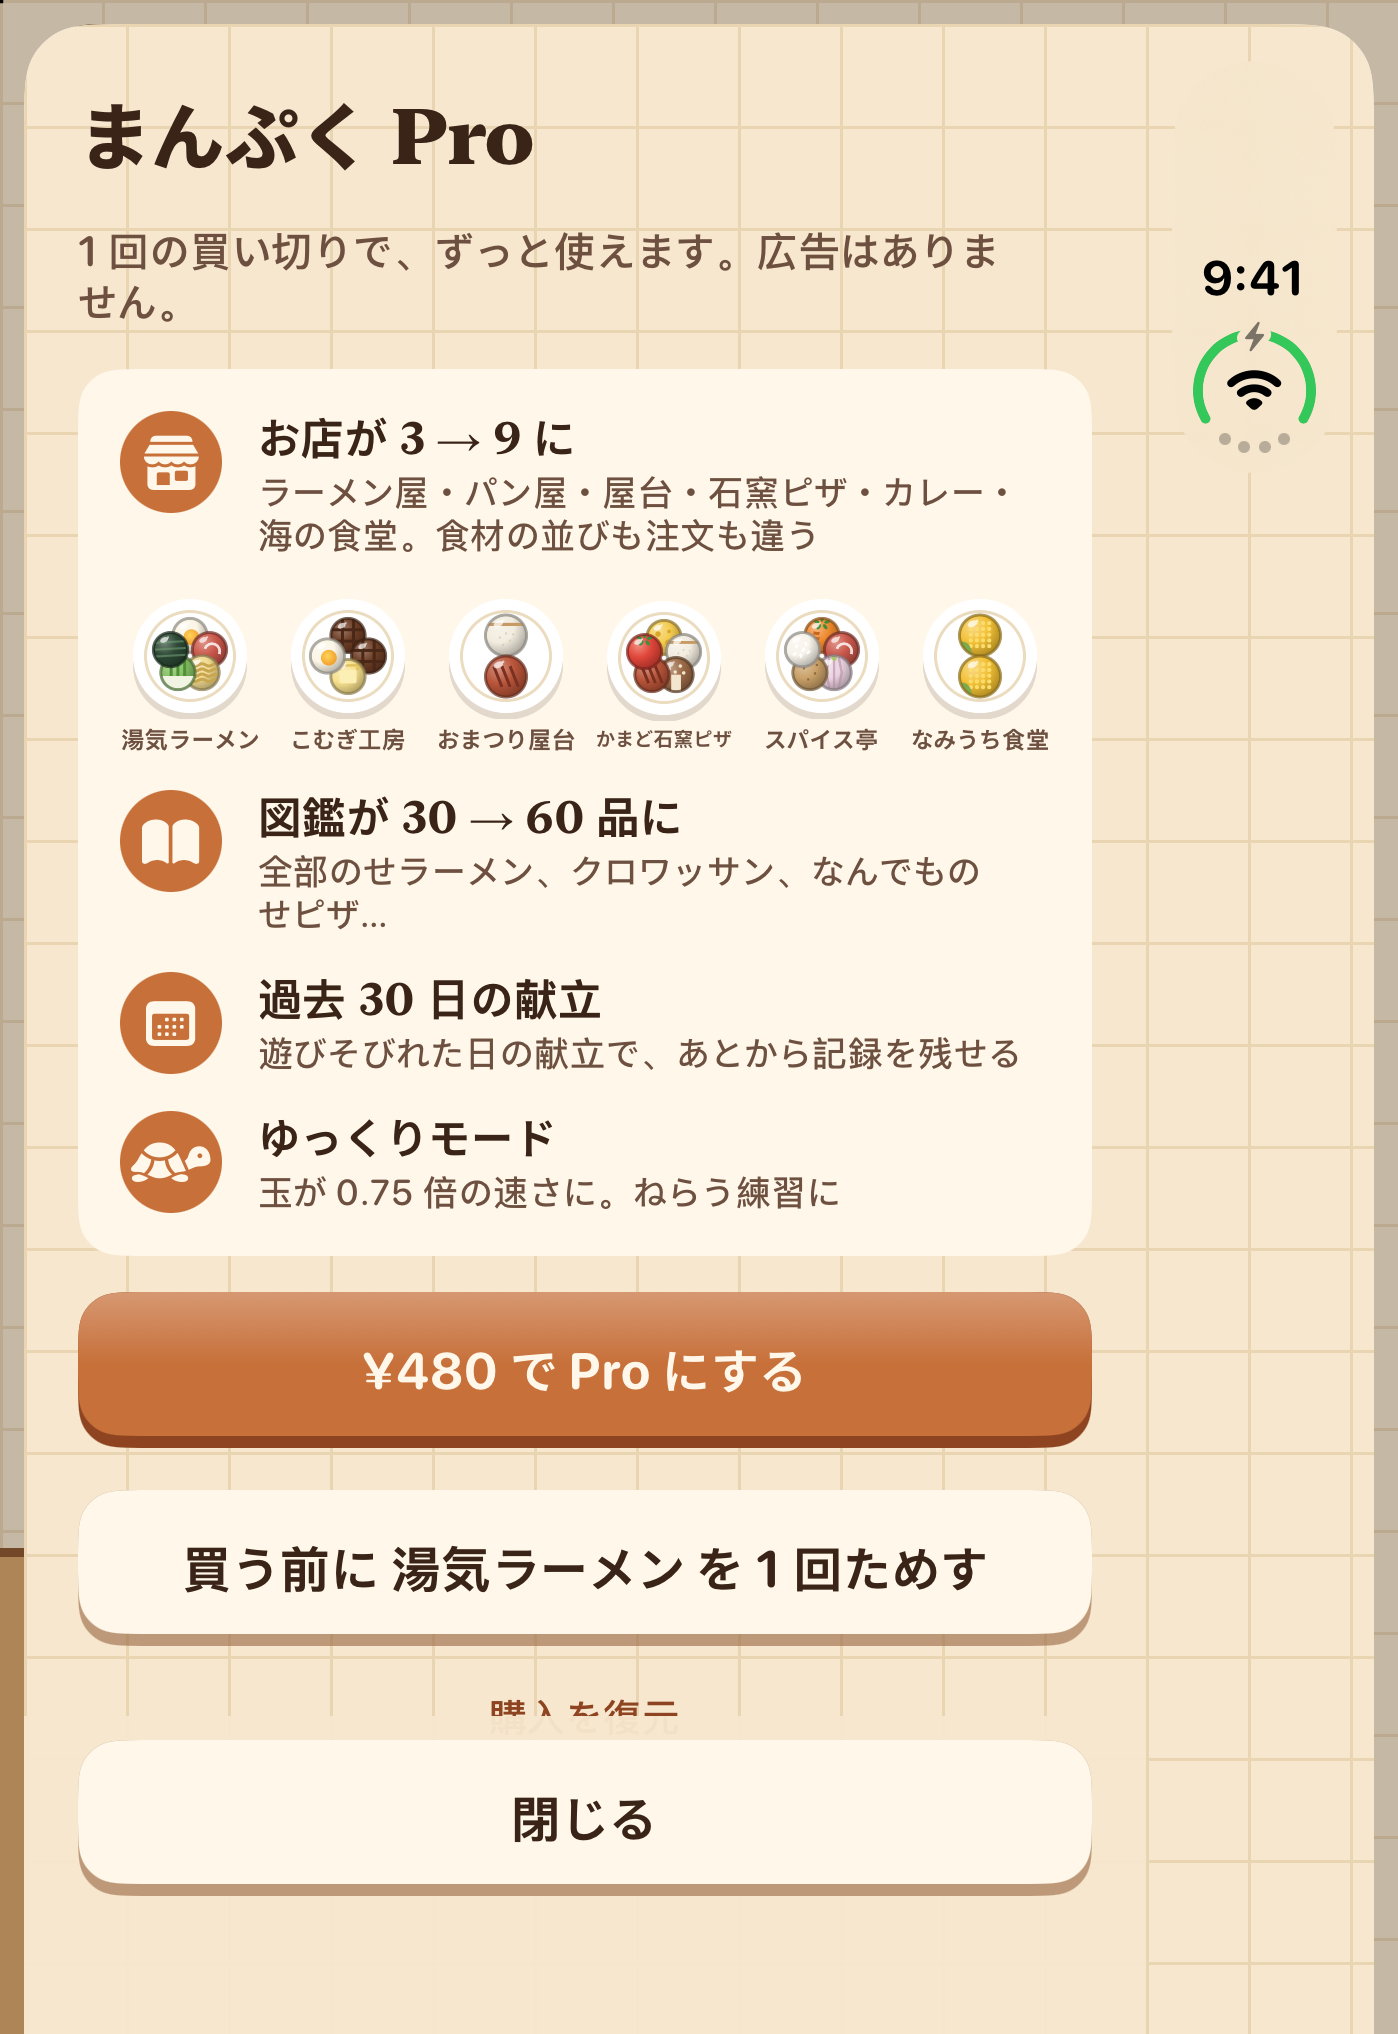 まんぷく Pro
1 回の買い切りで、ずっと使えます。広告はありま
せん。
9:41
お店が 3 → 9 に
ラーメン屋・パン屋・屋台・石窯ピザ・カレー・
海の食堂。食材の並びも注文も違う
湯気ラーメン
こむぎ工房
おまつり屋台
かまど石窯ピザ
スパイス亭
なみうち食堂
図鑑が 30 → 60 品に
全部のせラーメン、クロワッサン、なんでもの
せピザ...
過去 30 日の献立
遊びそびれた日の献立で、あとから記録を残せる
ゆっくりモード
玉が 0.75 倍の速さに。ねらう練習に
¥480 で Pro にする
買う前に 湯気ラーメン を 1 回ためす
購入を復元
閉じる